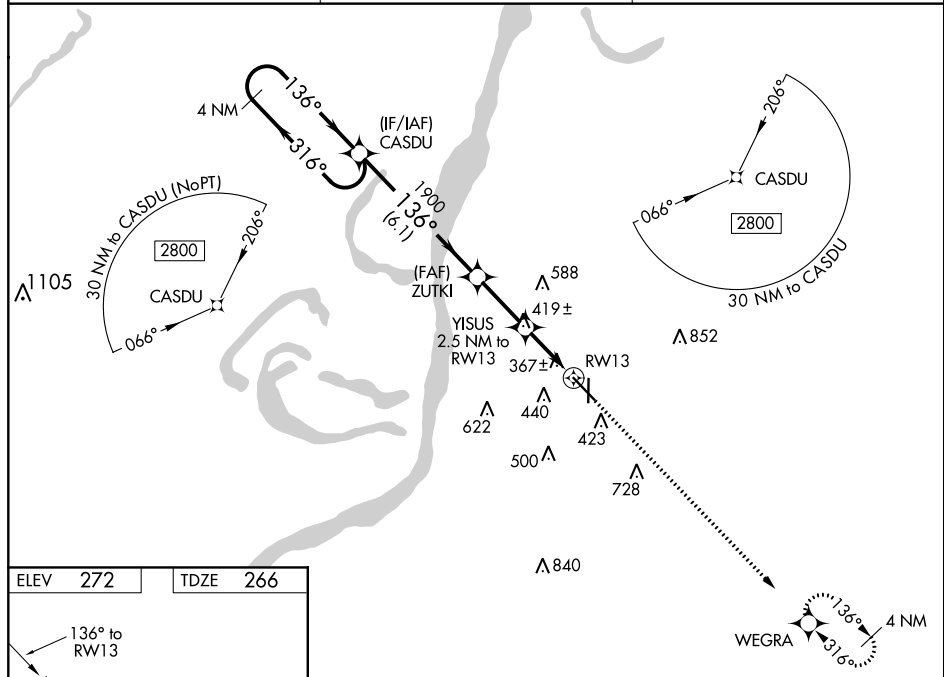 136°
4 NM
316°
(IF/IAF)
CASDU
1900
136°
(6.1)
206°
CASDU
066°
2800
30 NM to CASDU
30 NM to CASDU (NoPT)
206°
2800
CASDU
066°
1105
(FAF)
ZUTKI
588
419±
YISUS
2.5 NM to
RW13
852
367±
RW13
440
622
423
500
728
840
ELEV 272
TDZE 266
136° to
RW13
136°
4 NM
316°
WEGRA